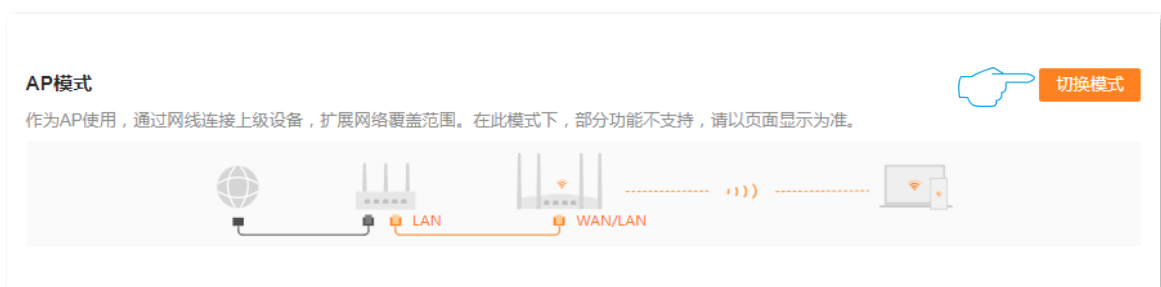 AP模式
切换模式
作为AP使用，通过网线连接上级设备，扩展网络覆盖范围。在此模式下，部分功能不支持，请以页面显示为准。
LAN
WAN/LAN